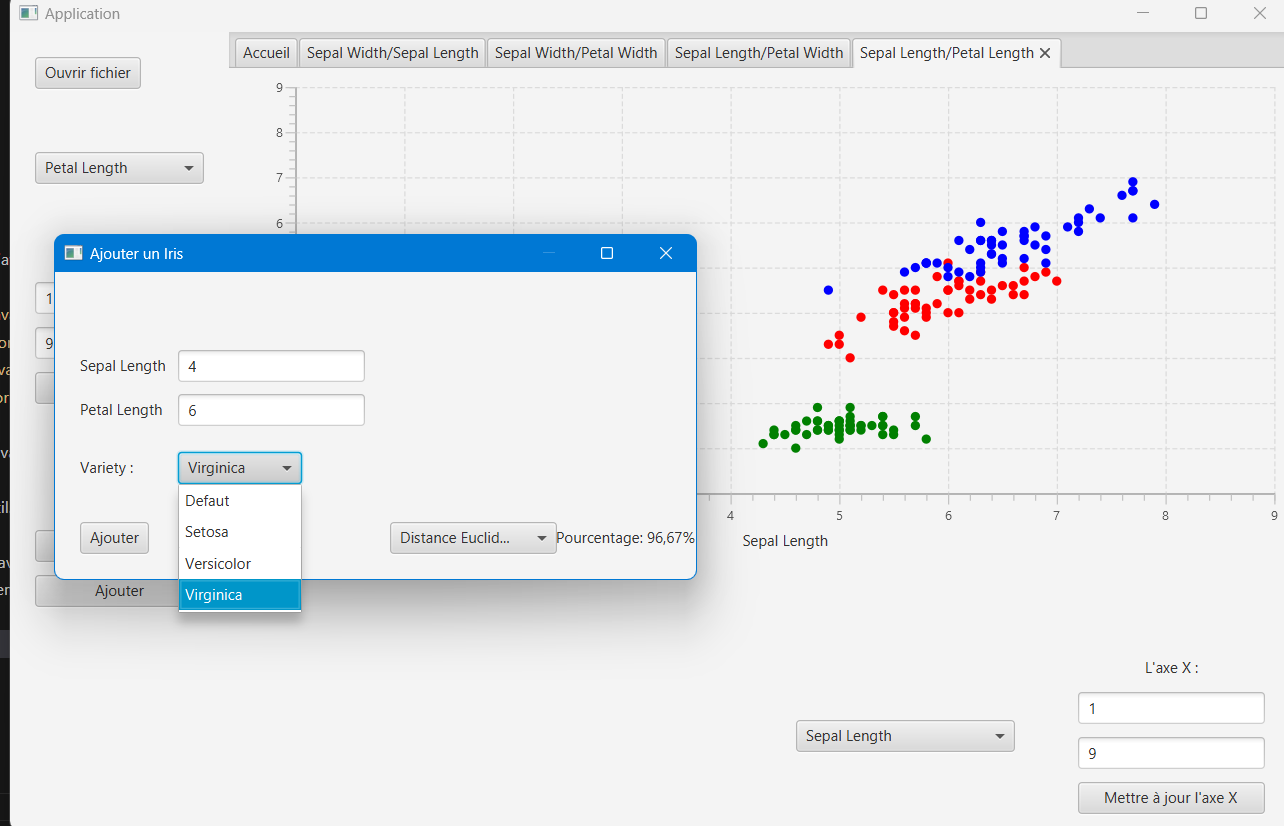 Application
Ouvrir fichier
Accueil
Sepal Width/Sepal Length
Sepal Width/Petal Width
Sepal Length/Petal Width
Sepal Length/Petal Length
Petal Length
9
8
7
6
Ajouter un Iris
1
9
Sepal Length 4
Petal Length 6
Variety : Virginica
Defaut
Setosa
Versicolor
Virginica
Ajouter
Distance Euclid...
Pourcentage: 96,67%
Ajouter
4 5 6 7 8 9
Sepal Length
L'axe X :
1
Sepal Length
9
Mettre à jour l'axe X